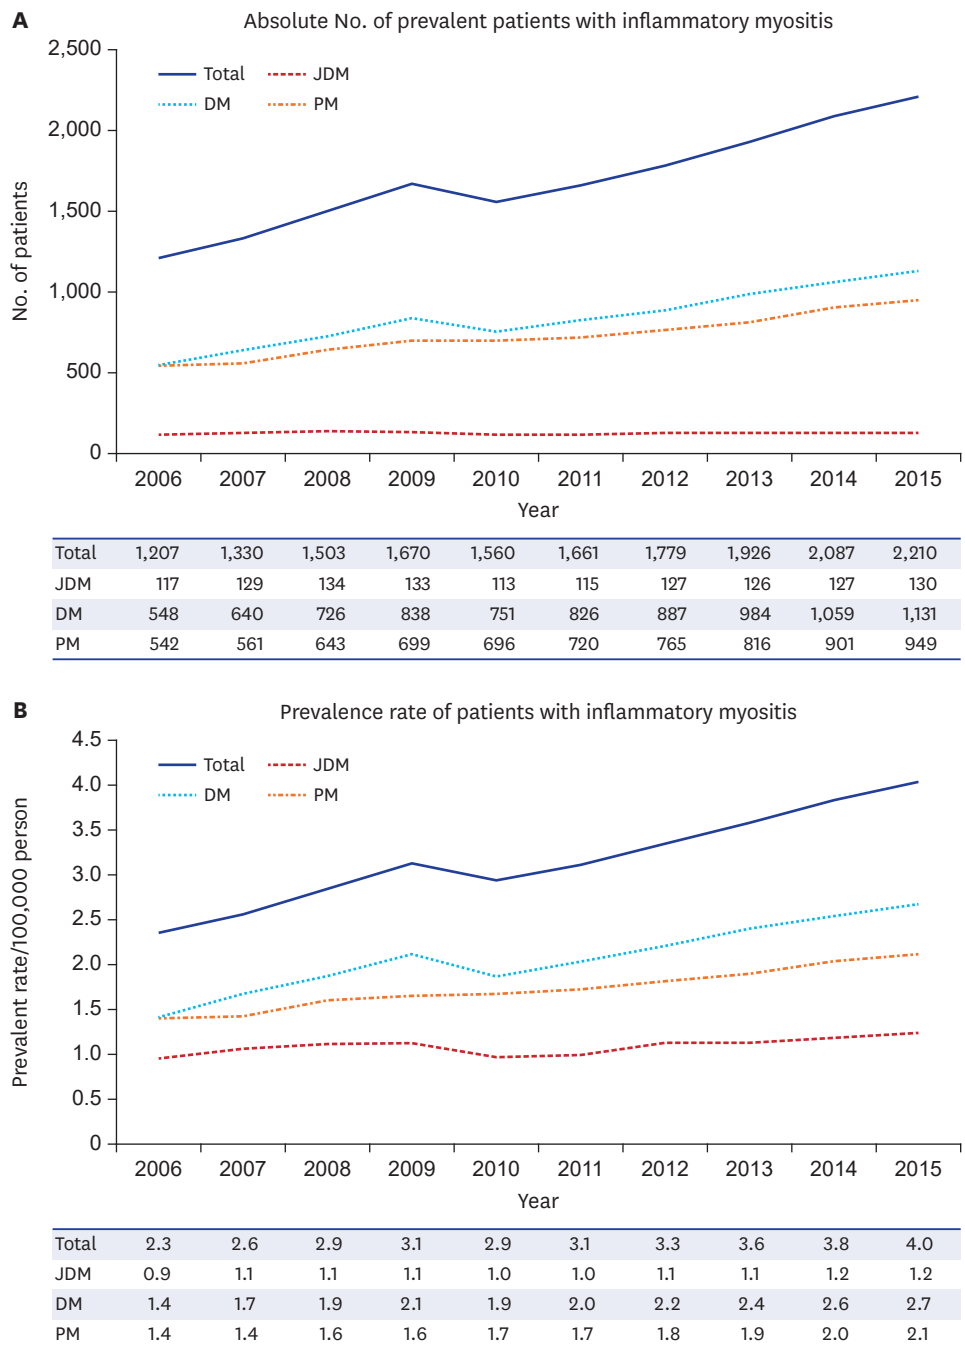 A Absolute No. of prevalent patients with inflammatory myositis
2,500
Total JDM
DM PM
2,000
1,500
1,000
500
0
No. of patients
2006 2007 2008 2009 2010 2011 2012 2013 2014 2015
Year
Total 1,207 1,330 1,503 1,670 1,560 1,661 1,779 1,926 2,087 2,210
JDM 117 129 134 133 113 115 127 126 127 130
DM 548 640 726 838 751 826 887 984 1,059 1,131
PM 542 561 643 699 696 720 765 816 901 949
B Prevalence rate of patients with inflammatory myositis
4.5
Total JDM
DM PM
4.0
3.5
3.0
2.5
2.0
1.5
1.0
0.5
0
Prevalent rate/100,000 person
2006 2007 2008 2009 2010 2011 2012 2013 2014 2015
Year
Total 2.3 2.6 2.9 3.1 2.9 3.1 3.3 3.6 3.8 4.0
JDM 0.9 1.1 1.1 1.1 1.0 1.0 1.1 1.1 1.2 1.2
DM 1.4 1.7 1.9 2.1 1.9 2.0 2.2 2.4 2.6 2.7
PM 1.4 1.4 1.6 1.6 1.7 1.7 1.8 1.9 2.0 2.1